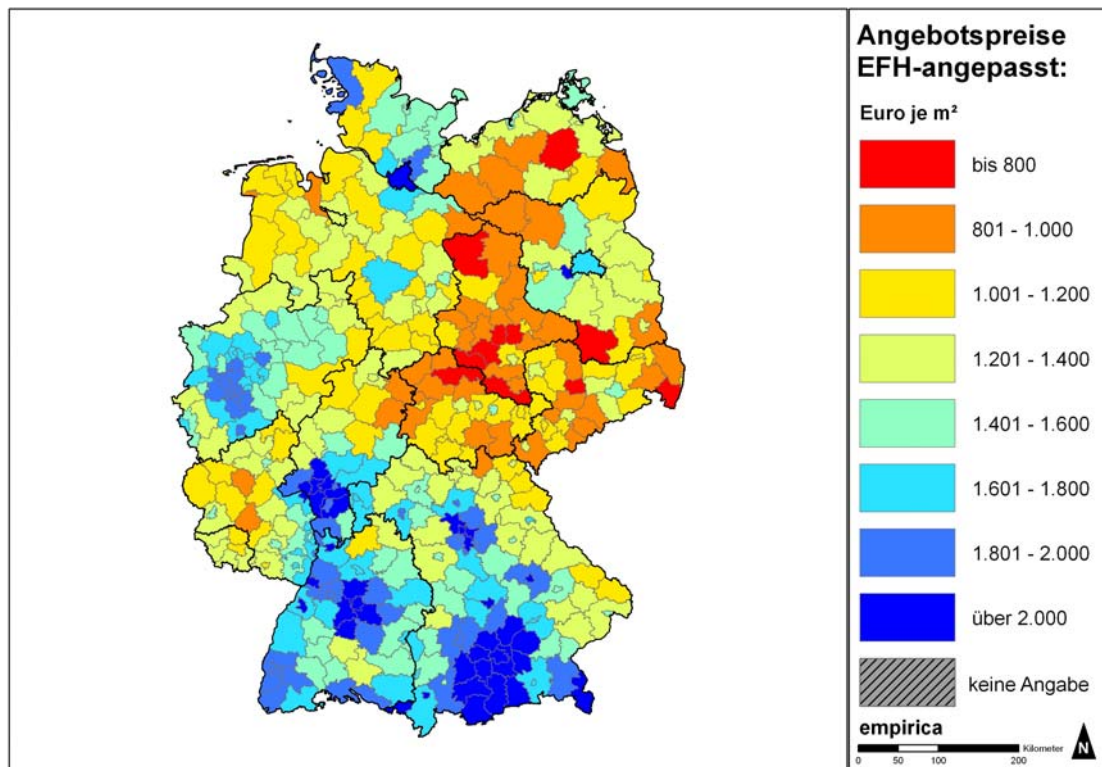 Angebotspreise
EFH-angepasst:
Euro je m²
bis 800
801 - 1.000
1.001 - 1.200
1.201 - 1.400
1.401 - 1.600
1.601 - 1.800
1.801 - 2.000
über 2.000
keine Angabe
empirica
Kilometer
0 50 100 200
N